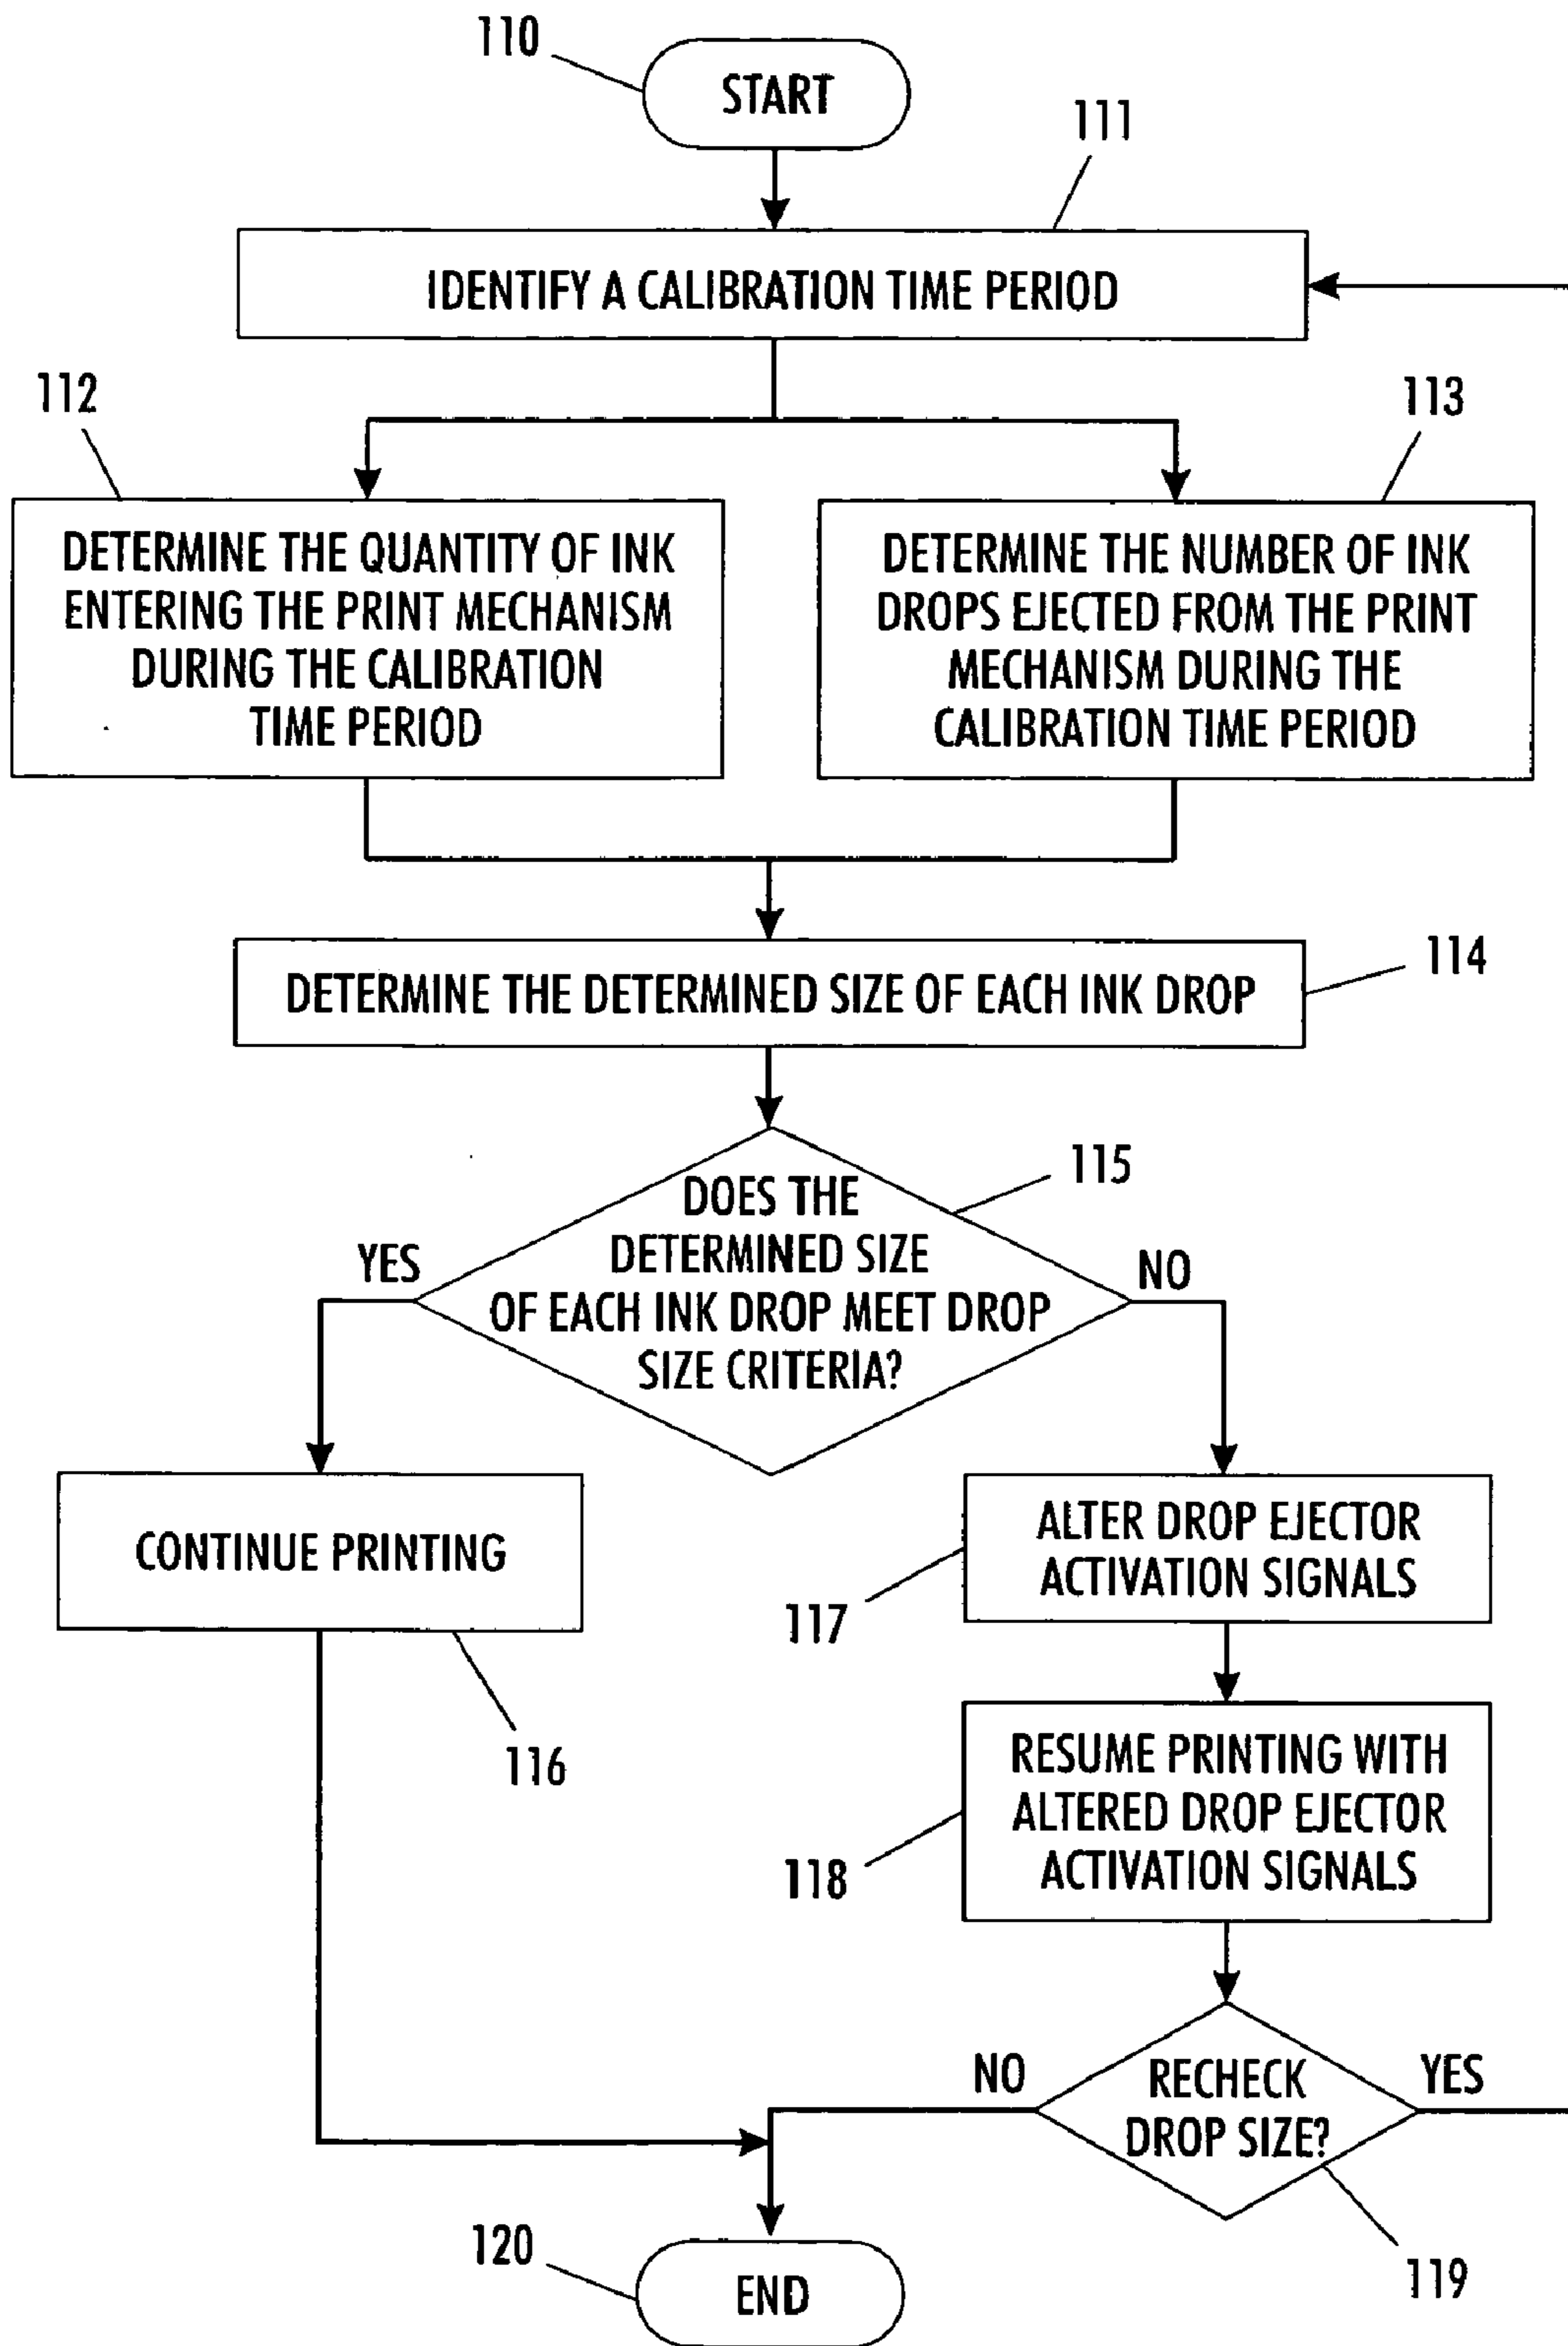 110
START
111
IDENTIFY A CALIBRATION TIME PERIOD
112
113
DETERMINE THE QUANTITY OF INK
ENTERING THE PRINT MECHANISM
DURING THE CALIBRATION
TIME PERIOD
DETERMINE THE NUMBER OF INK
DROPS EJECTED FROM THE PRINT
MECHANISM DURING THE
CALIBRATION TIME PERIOD
DETERMINE THE DETERMINED SIZE OF EACH INK DROP
114
115
DOES THE
DETERMINED SIZE
OF EACH INK DROP MEET DROP
SIZE CRITERIA?
YES
NO
CONTINUE PRINTING
116
ALTER DROP EJECTOR
ACTIVATION SIGNALS
117
RESUME PRINTING WITH
ALTERED DROP EJECTOR
ACTIVATION SIGNALS
118
NO
RECHECK
DROP SIZE?
YES
119
120
END